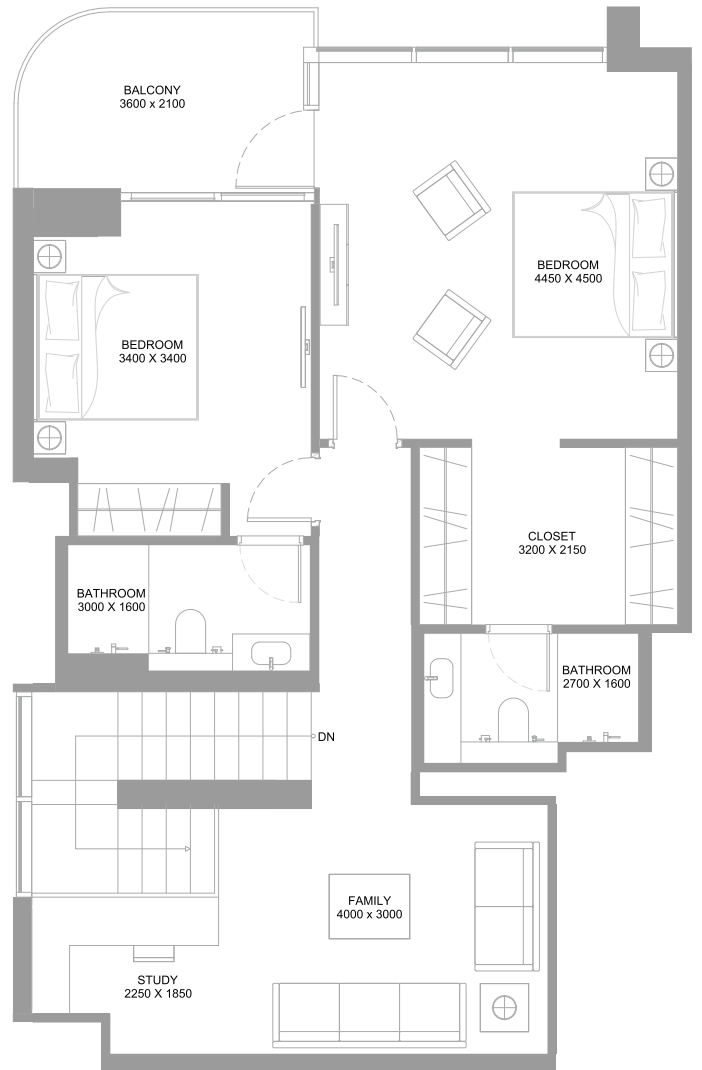 BALCONY
3600 x 2100
BEDROOM
4450 X 4500
BEDROOM
3400 X 3400
CLOSET
3200 X 2150
BATHROOM
3000 X 1600
BATHROOM
2700 X 1600
DN
FAMILY
4000 x 3000
STUDY
2250 X 1850